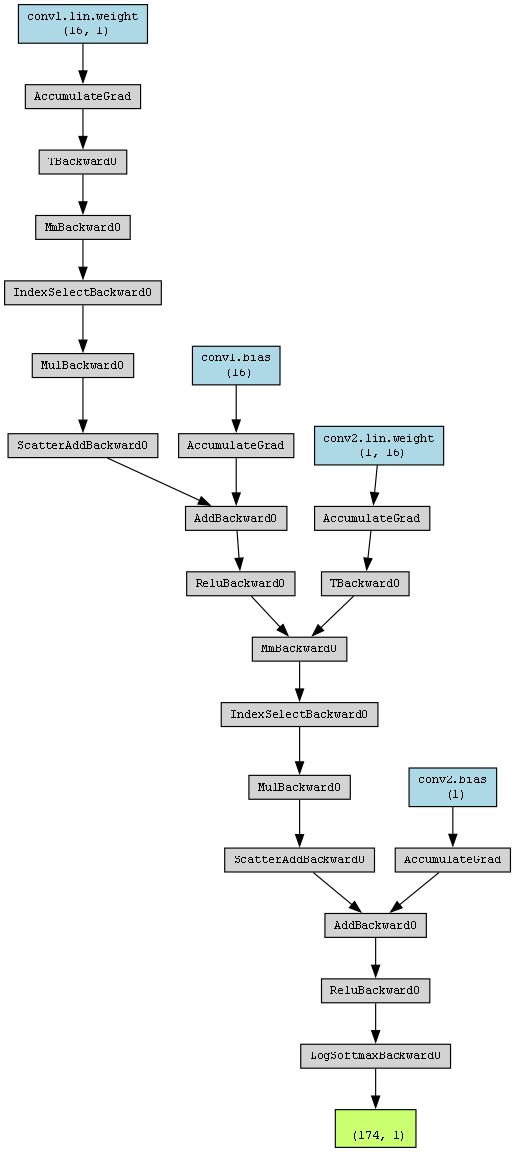 conv1.lin.weight
(16, 1)
AccumulateGrad
TBackward0
MmBackward0
IndexSelectBackward0
MulBackward0
conv1.bias
(16)
ScatterAddBackward0
AccumulateGrad
conv2.lin.weight
(1, 16)
AddBackward0
AccumulateGrad
ReluBackward0
TBackward0
MmBackward0
IndexSelectBackward0
MulBackward0
conv2.bias
(1)
ScatterAddBackward0
AccumulateGrad
AddBackward0
ReluBackward0
LogSoftmaxBackward0
(174, 1)